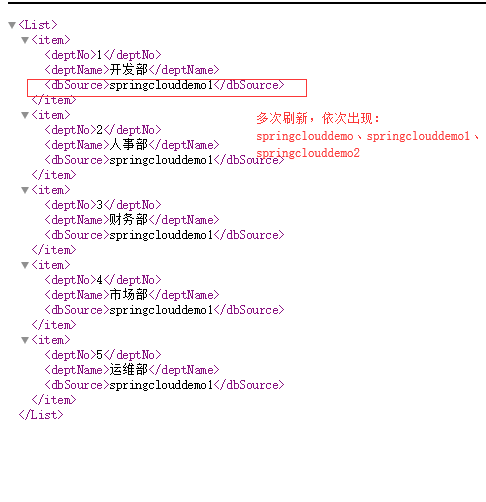 <List>
<item>
<deptNo>1</deptNo>
<deptName>开发部</deptName>
<dbSource>springclouddemo1</dbSource>
</item>
多次刷新，依次出现：
springclouddemo、springclouddemo1、
springclouddemo2
<item>
<deptNo>2</deptNo>
<deptName>人事部</deptName>
<dbSource>springclouddemo1</dbSource>
</item>
<item>
<deptNo>3</deptNo>
<deptName>财务部</deptName>
<dbSource>springclouddemo1</dbSource>
</item>
<item>
<deptNo>4</deptNo>
<deptName>市场部</deptName>
<dbSource>springclouddemo1</dbSource>
</item>
<item>
<deptNo>5</deptNo>
<deptName>运维部</deptName>
<dbSource>springclouddemo1</dbSource>
</item>
</List>